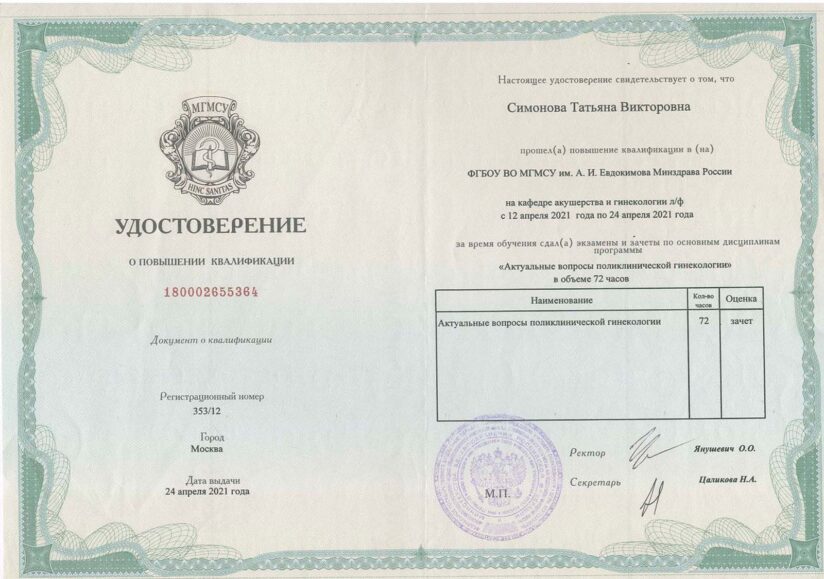 МГМСУ
HINC SANITAS
УДОСТОВЕРЕНИЕ
О ПОВЫШЕНИИ КВАЛИФИКАЦИИ
180002655364
Документ о квалификации
Регистрационный номер
353/12
Город
Москва
Дата выдачи
24 апреля 2021 года
Настоящее удостоверение свидетельствует о том, что
Симонова Татьяна Викторовна
прошел(а) повышение квалификации в (на)
ФГБОУ ВО МГМСУ им. А. И. Евдокимова Минздрава России
на кафедре акушерства и гинекологии л/ф
с 12 апреля 2021 года по 24 апреля 2021 года
за время обучения сдал(а) экзамены и зачеты по основным дисциплинам
программы
«Актуальные вопросы поликлинической гинекологии»
в объеме 72 часов
Наименование Кол-во часов Оценка
Актуальные вопросы поликлинической гинекологии 72 зачет
Ректор Янушевич О.О.
Секретарь Цаликова Н.А.
М.П.